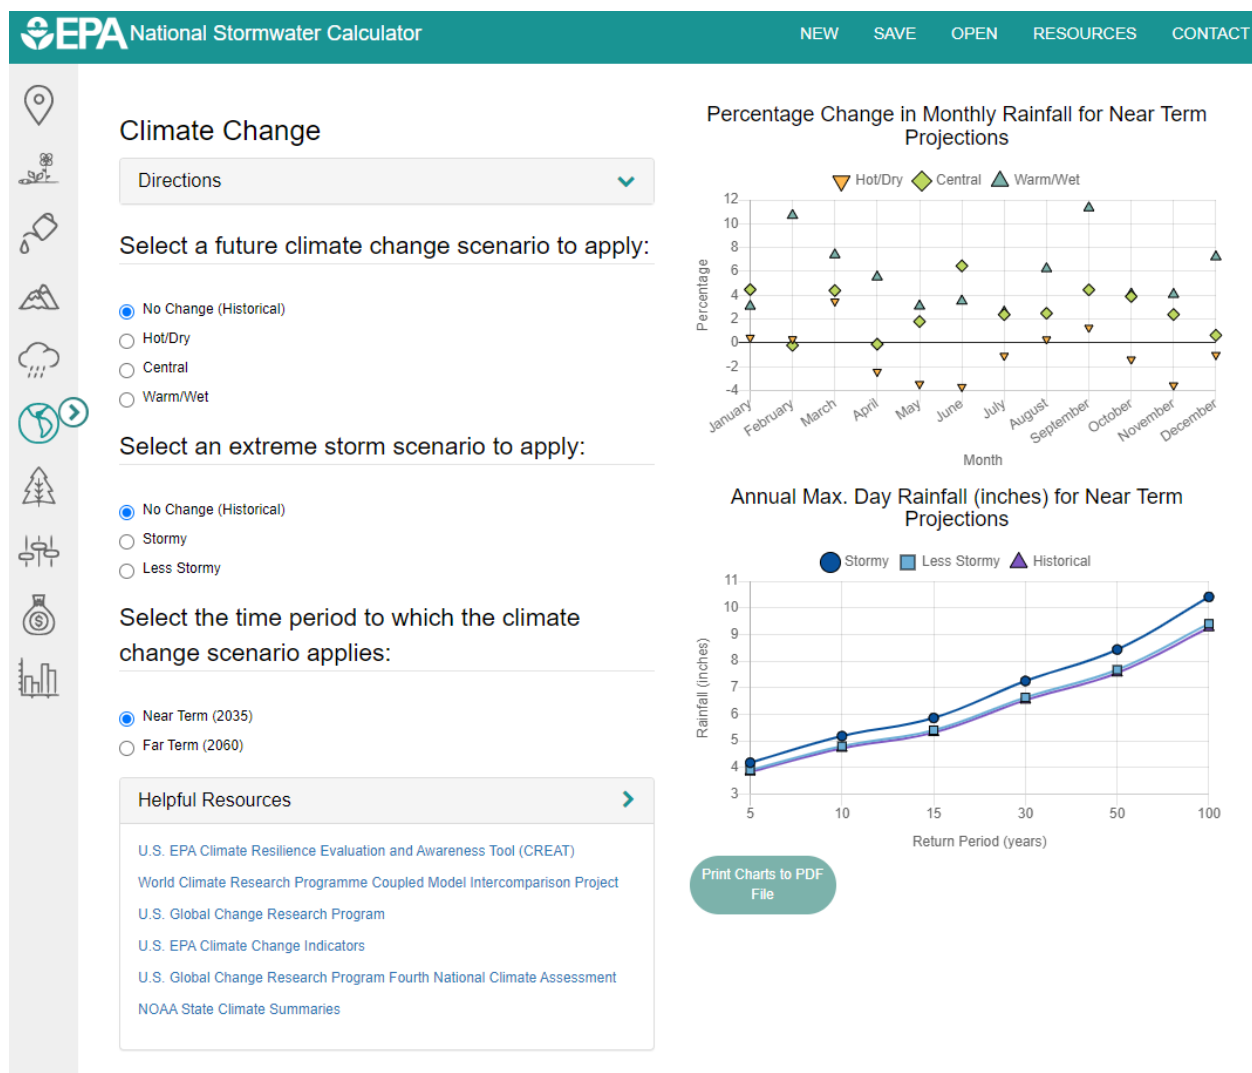 EPA National Stormwater Calculator
NEW SAVE OPEN RESOURCES CONTACT
Climate Change
Directions
Select a future climate change scenario to apply:
No Change (Historical)
Hot/Dry
Central
Warm/Wet
Select an extreme storm scenario to apply:
No Change (Historical)
Stormy
Less Stormy
Select the time period to which the climate
change scenario applies:
Near Term (2035)
Far Term (2060)
Helpful Resources
U.S. EPA Climate Resilience Evaluation and Awareness Tool (CREAT)
World Climate Research Programme Coupled Model Intercomparison Project
U.S. Global Change Research Program
U.S. EPA Climate Change Indicators
U.S. Global Change Research Program Fourth National Climate Assessment
NOAA State Climate Summaries
Percentage Change in Monthly Rainfall for Near Term
Projections
Hot/Dry Central Warm/Wet
Percentage
12
10
8
6
4
2
0
-2
-4
January February March April May June July August September October November December
Month
Annual Max. Day Rainfall (inches) for Near Term
Projections
Stormy Less Stormy Historical
Rainfall (inches)
11
10
9
8
7
6
5
4
3
5 10 15 30 50 100
Return Period (years)
Print Charts to PDF
File